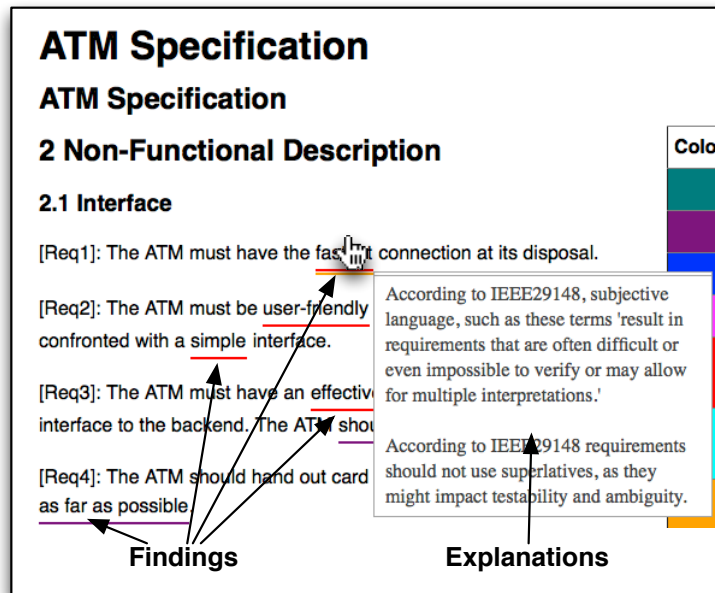 ATM Specification
ATM Specification
2 Non-Functional Description
Colo
2.1 Interface
[Req1]: The ATM must have the fas t connection at its disposal.
[Req2]: The ATM must be user-friendly
confronted with a simple interface.
[Req3]: The ATM must have an effective
interface to the backend. The ATM shou
[Req4]: The ATM should hand out card
as far as possible.
According to IEEE29148, subjective
language, such as these terms 'result in
requirements that are often difficult or
even impossible to verify or may allow
for multiple interpretations.'
According to IEEE29148 requirements
should not use superlatives, as they
might impact testability and ambiguity.
Findings
Explanations